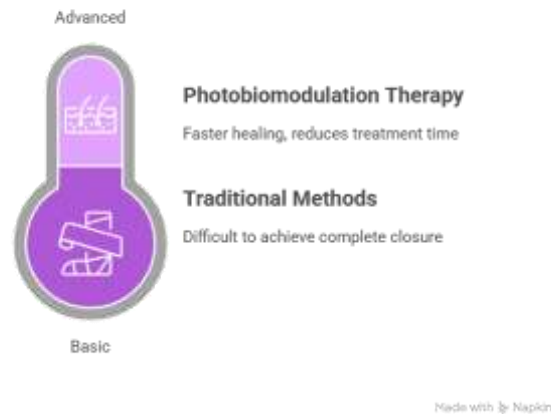 Advanced
Photobiomodulation Therapy
Faster healing, reduces treatment time
Traditional Methods
Difficult to achieve complete closure
Basic
Made with Napkin